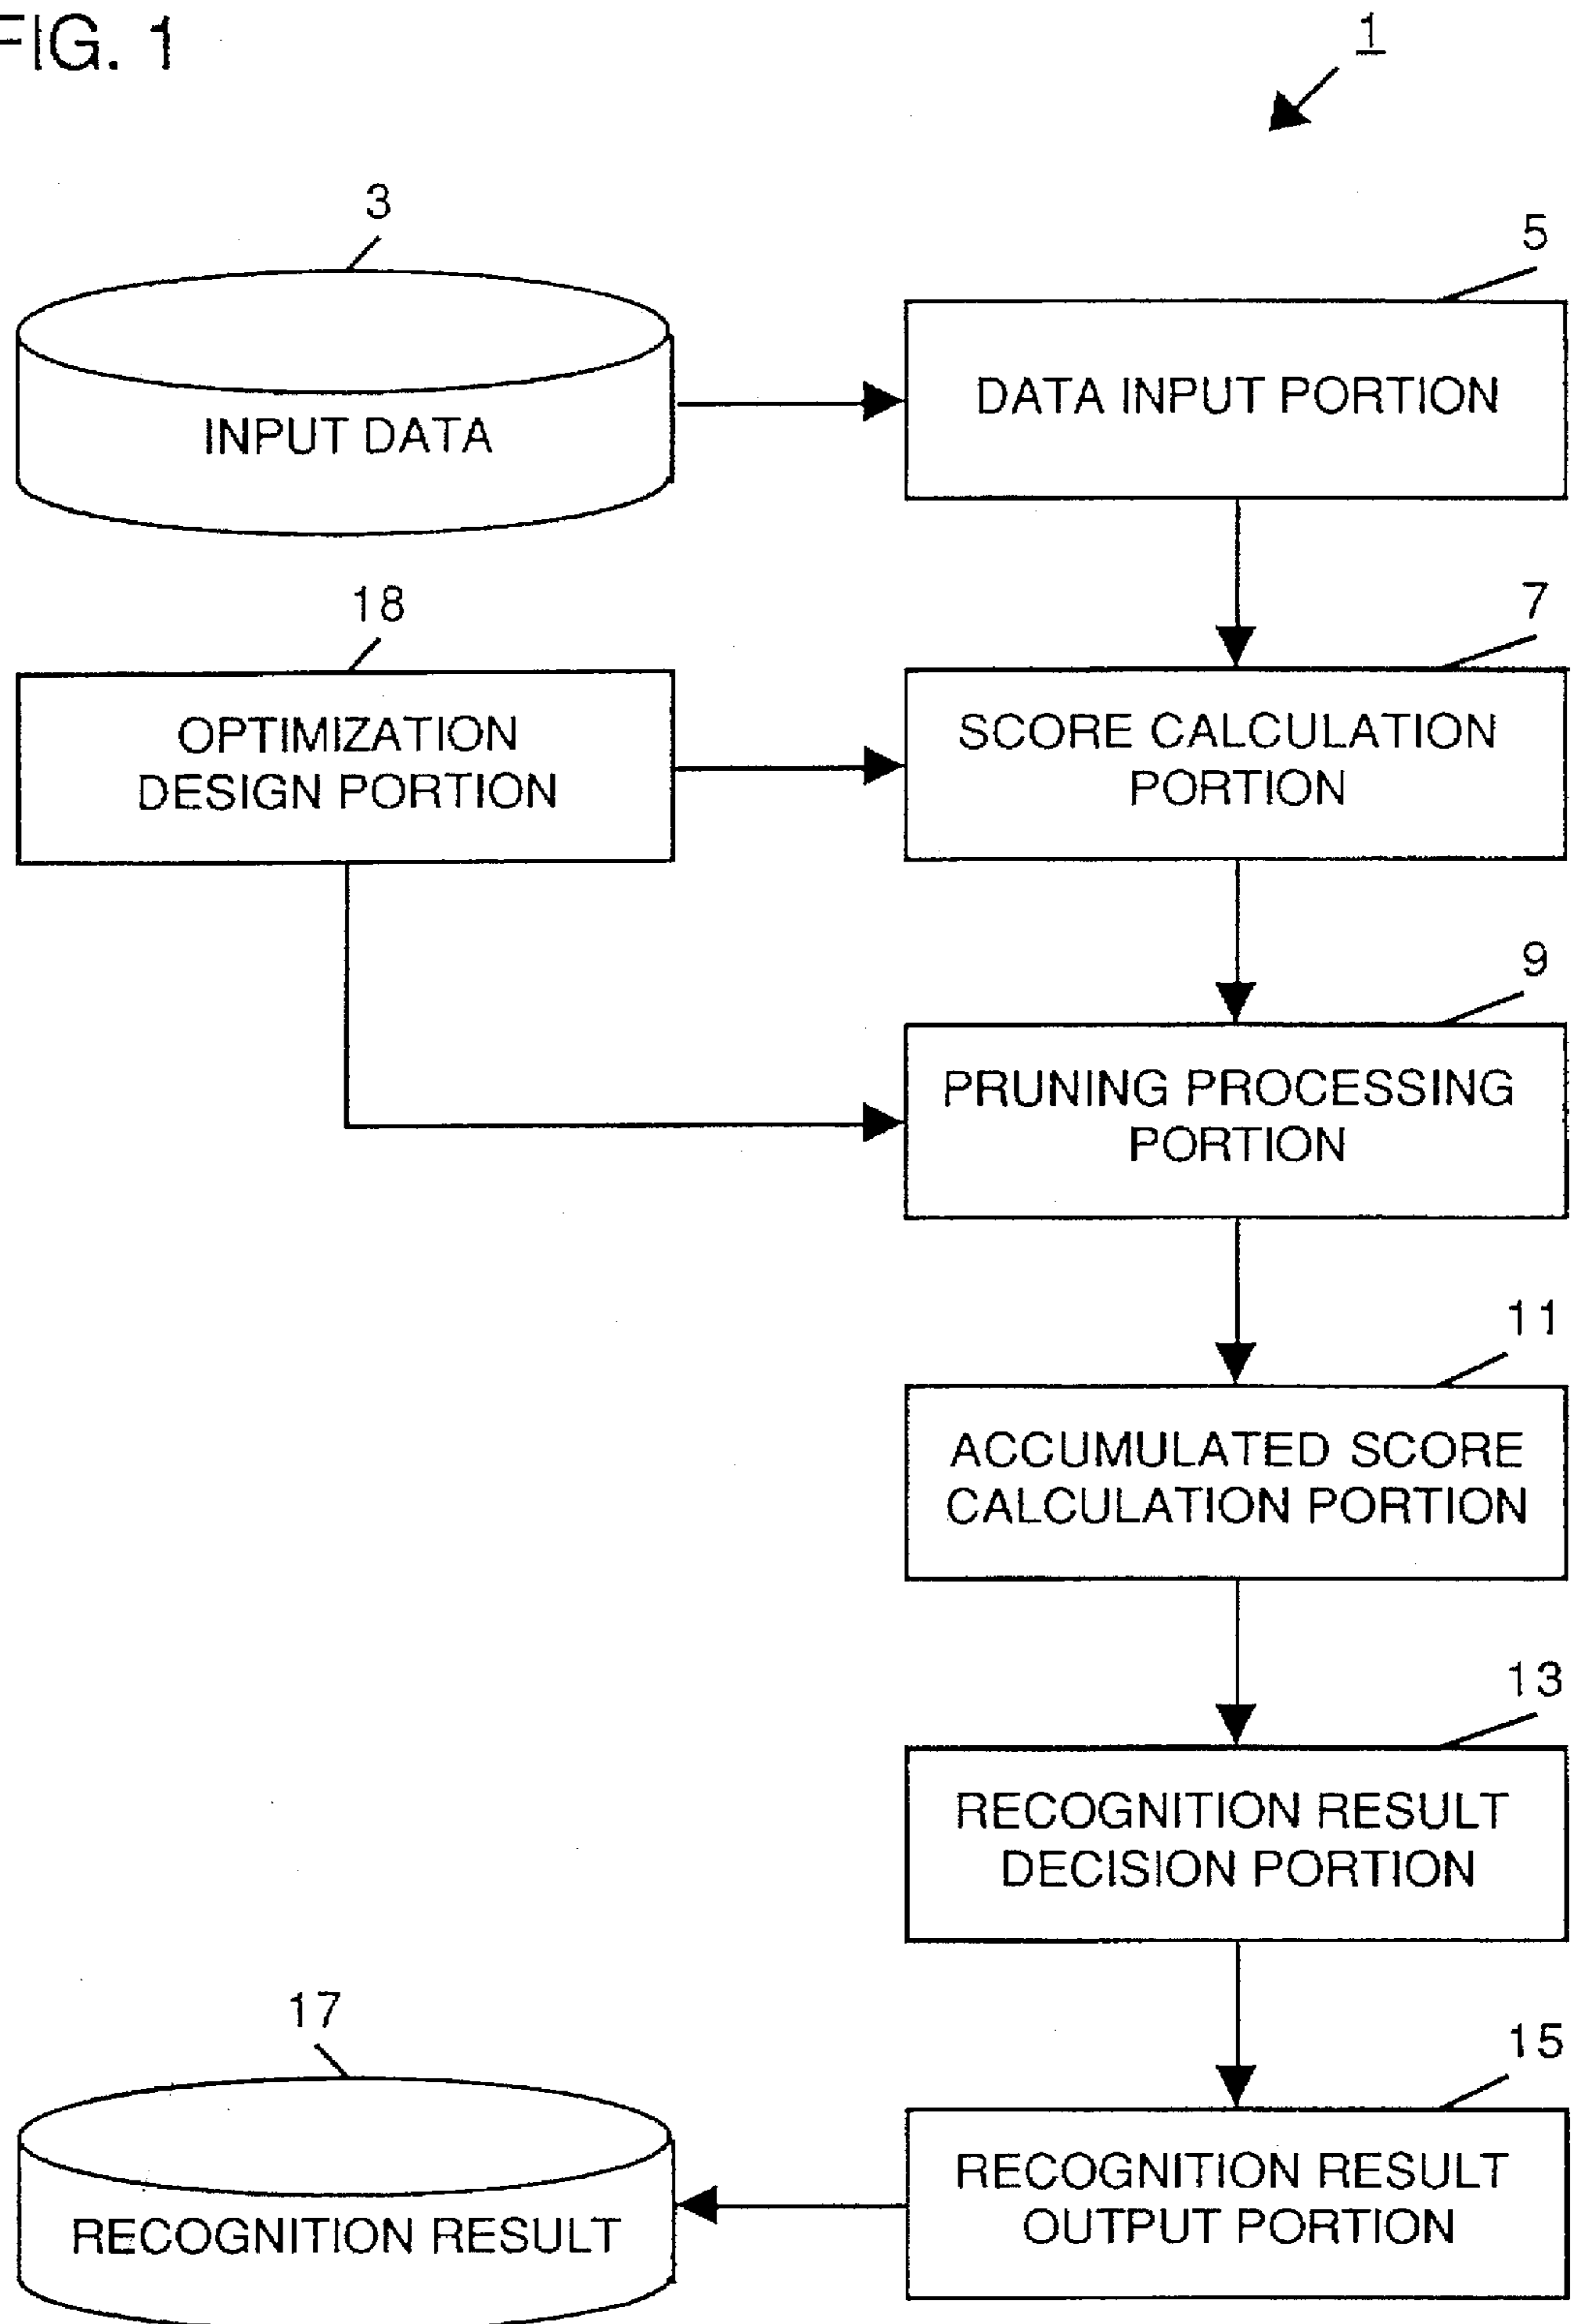 FIG. 1
1
3
5
INPUT DATA
DATA INPUT PORTION
18
7
OPTIMIZATION
DESIGN PORTION
SCORE CALCULATION
PORTION
9
PRUNING PROCESSING
PORTION
11
ACCUMULATED SCORE
CALCULATION PORTION
13
RECOGNITION RESULT
DECISION PORTION
17
15
RECOGNITION RESULT
RECOGNITION RESULT
OUTPUT PORTION